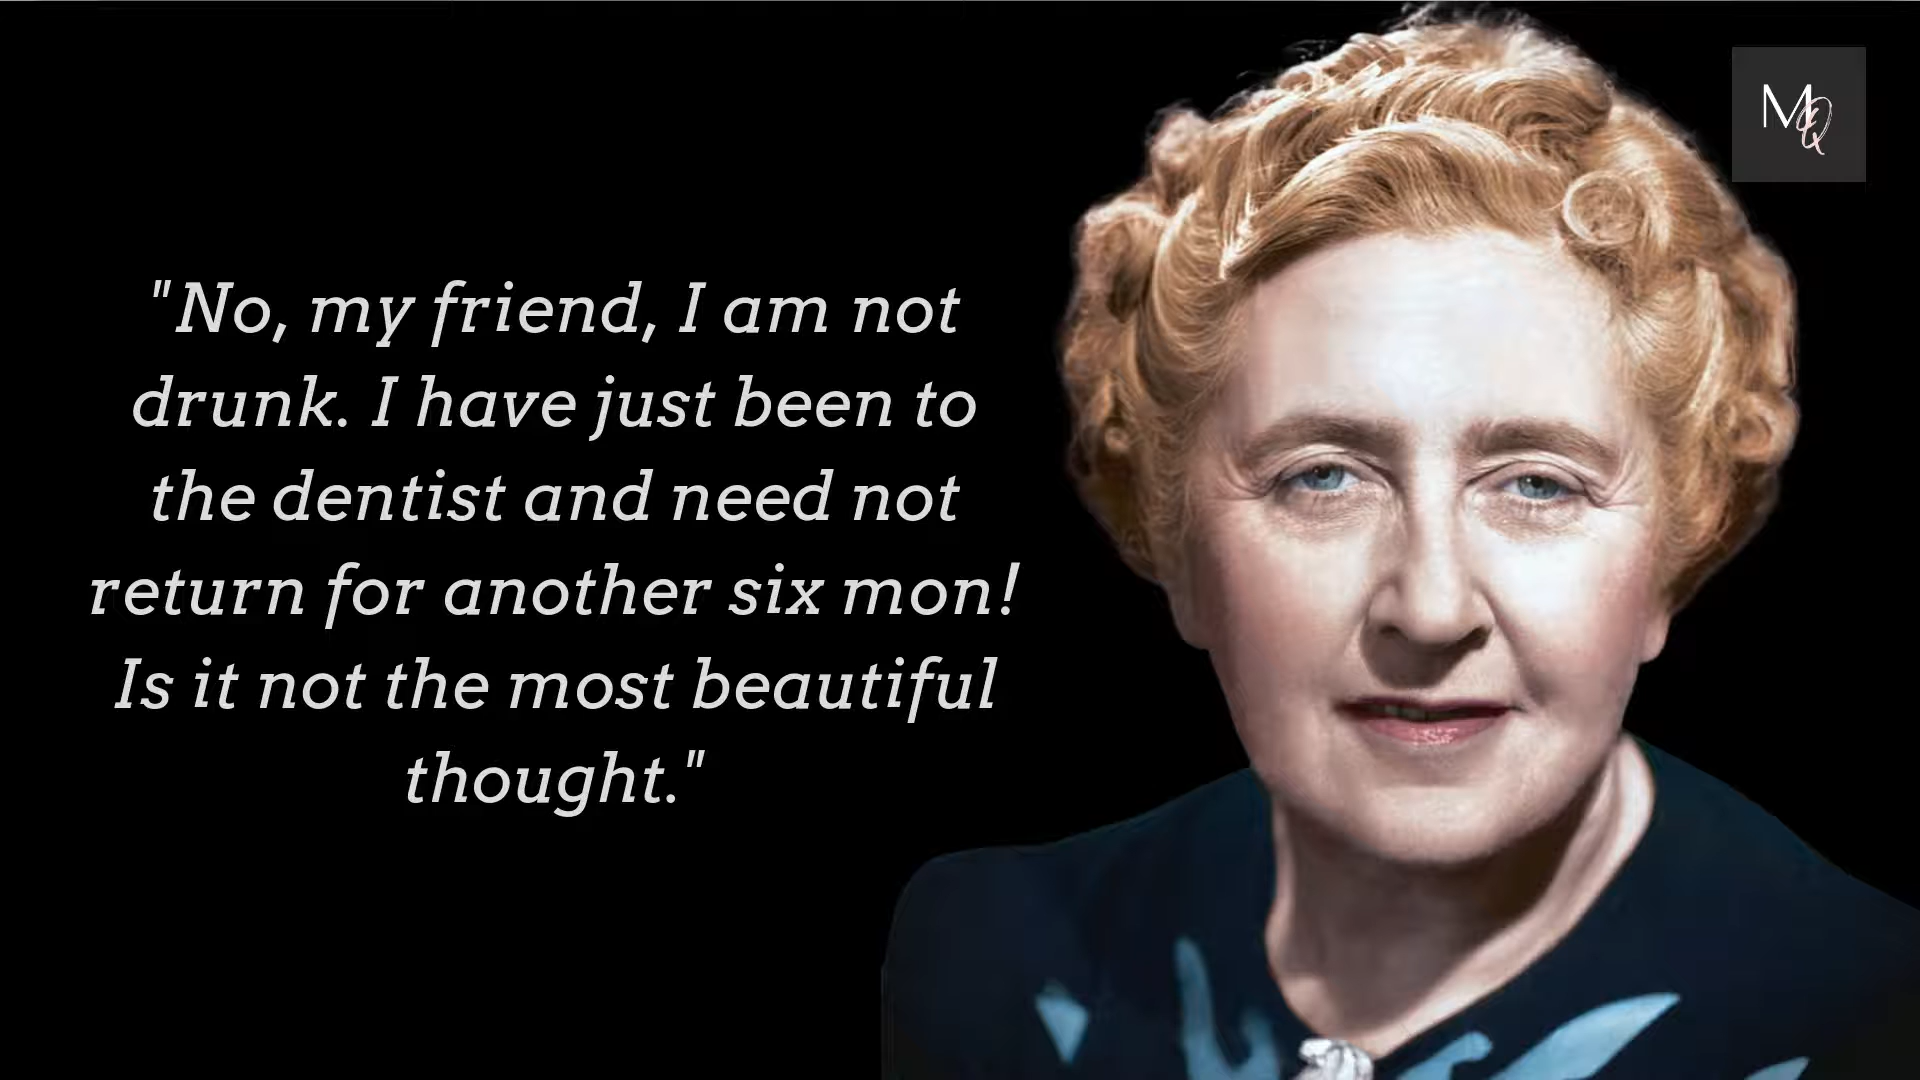 "No, my friend, I am not
drunk. I have just been to
the dentist and need not
return for another six mon!
Is it not the most beautiful
thought."
MQ